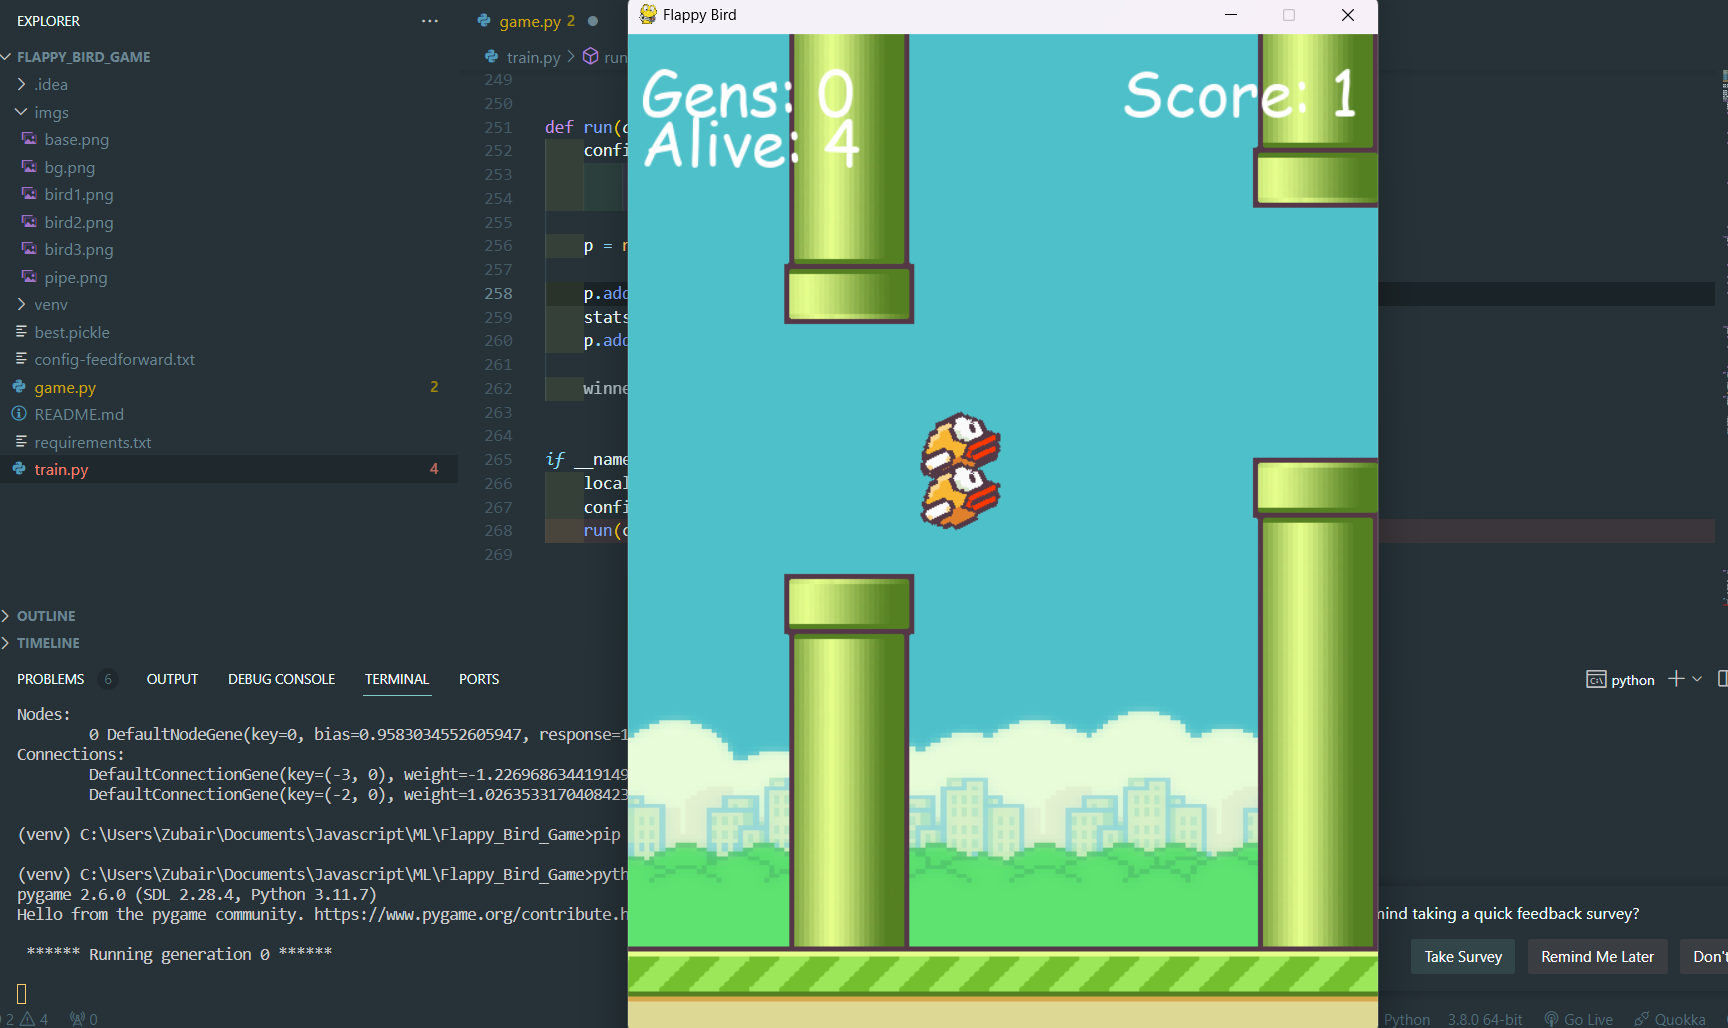 EXPLORER
···
FLAPPY_BIRD_GAME
.idea
imgs
base.png
bg.png
bird1.png
bird2.png
bird3.png
pipe.png
venv
best.pickle
config-feedforward.txt
game.py 2
README.md
requirements.txt
train.py 4
OUTLINE
TIMELINE
game.py 2
train.py > run
249
250
251 def run(
252 confi
253
254
255
256 p =
257
258 p.add
259 stats
260 p.add
261
262 winne
263
264
265 if __name
266 local
267 confi
268 run(
269
Flappy Bird
Gens: 0
Alive: 4
Score: 1
PROBLEMS 6 OUTPUT DEBUG CONSOLE TERMINAL PORTS
python
Nodes:
0 DefaultNodeGene(key=0, bias=0.9583034552605947, response=1
Connections:
DefaultConnectionGene(key=(-3, 0), weight=-1.226968634419149
DefaultConnectionGene(key=(-2, 0), weight=1.0263533170408423
(venv) C:\Users\Zubair\Documents\Javascript\ML\Flappy_Bird_Game>pip
(venv) C:\Users\Zubair\Documents\Javascript\ML\Flappy_Bird_Game>pyth
pygame 2.6.0 (SDL 2.28.4, Python 3.11.7)
Hello from the pygame community. https://www.pygame.org/contribute.h
****** Running generation 0 ******
mind taking a quick feedback survey?
Take Survey Remind Me Later Don't
2 4 0
Python 3.8.0 64-bit Go Live Quokka